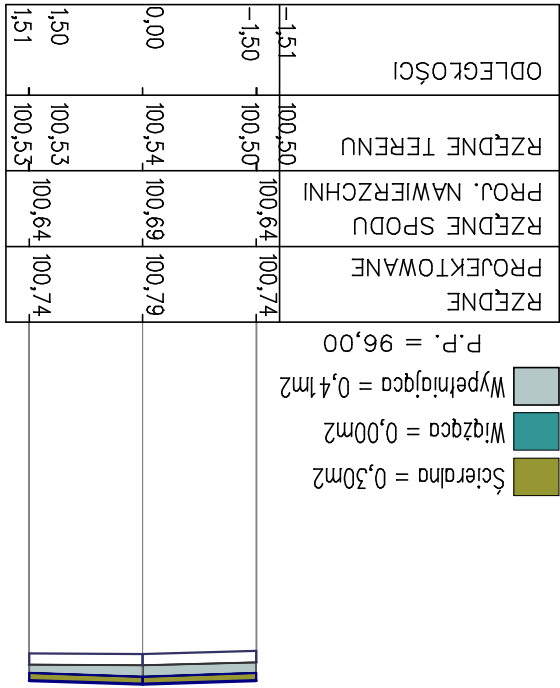 Ścieralna = 0,30m2
Wiążąca = 0,00m2
Wypełniająca = 0,41m2
P.P. = 96,00
RZĘDNE
PROJEKTOWANE
100,74
100,79
100,74
RZĘDNE SPODU
PROJ. NAWIERZCHNI
100,64
100,69
100,64
RZĘDNE TERENU
100,50
100,50
100,54
100,53
100,53
ODLEGŁOŚCI
-1,51
-1,50
0,00
1,50
1,51